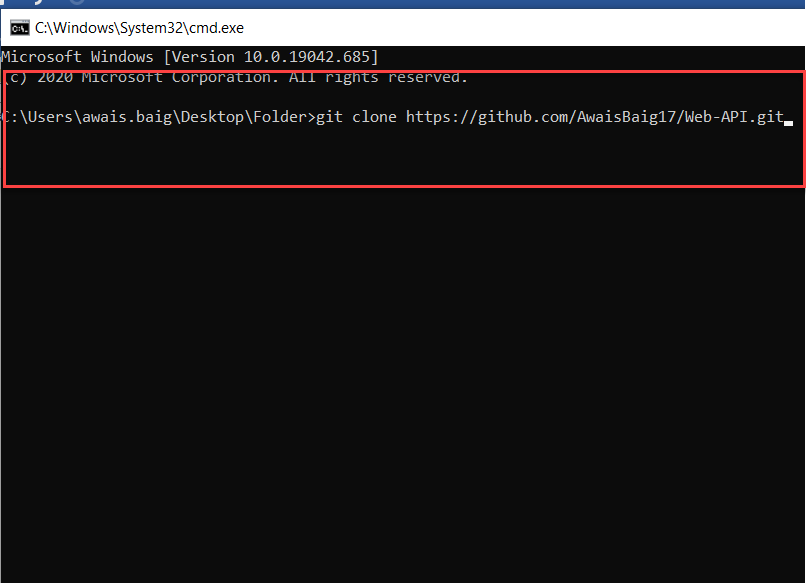 C:\Windows\System32\cmd.exe
Microsoft Windows [Version 10.0.19042.685]
(c) 2020 Microsoft Corporation. All rights reserved.
C:\Users\awais.baig\Desktop\Folder>git clone https://github.com/AwaisBaig17/Web-API.git